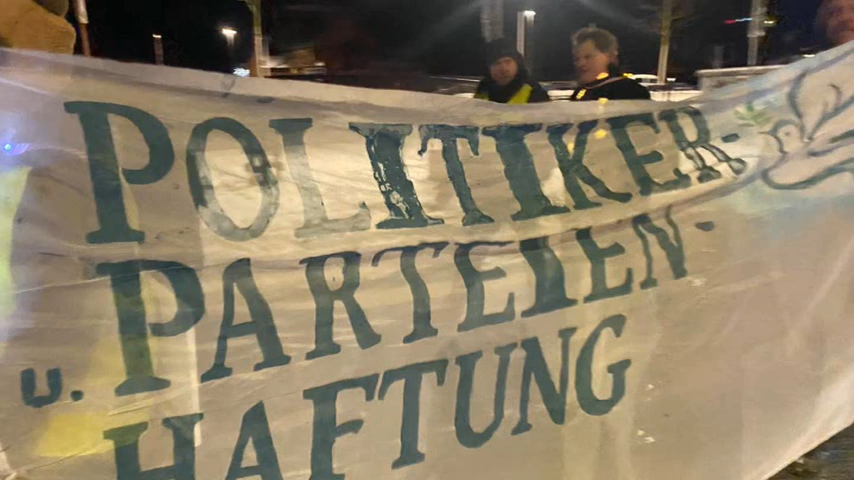 POLITIKER-
u. PARTEIEN-
HAFTUNG